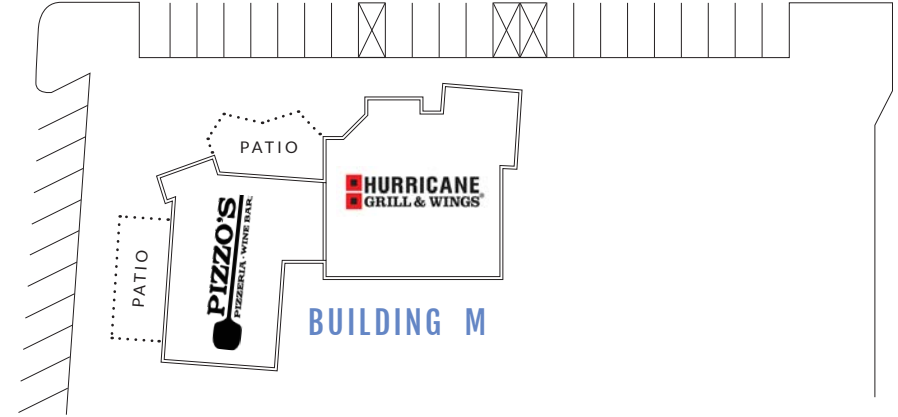 PATIO
HURRICANE
GRILL & WINGS®
PIZZO'S
PIZZERIA · WINE BAR
PATIO
BUILDING M